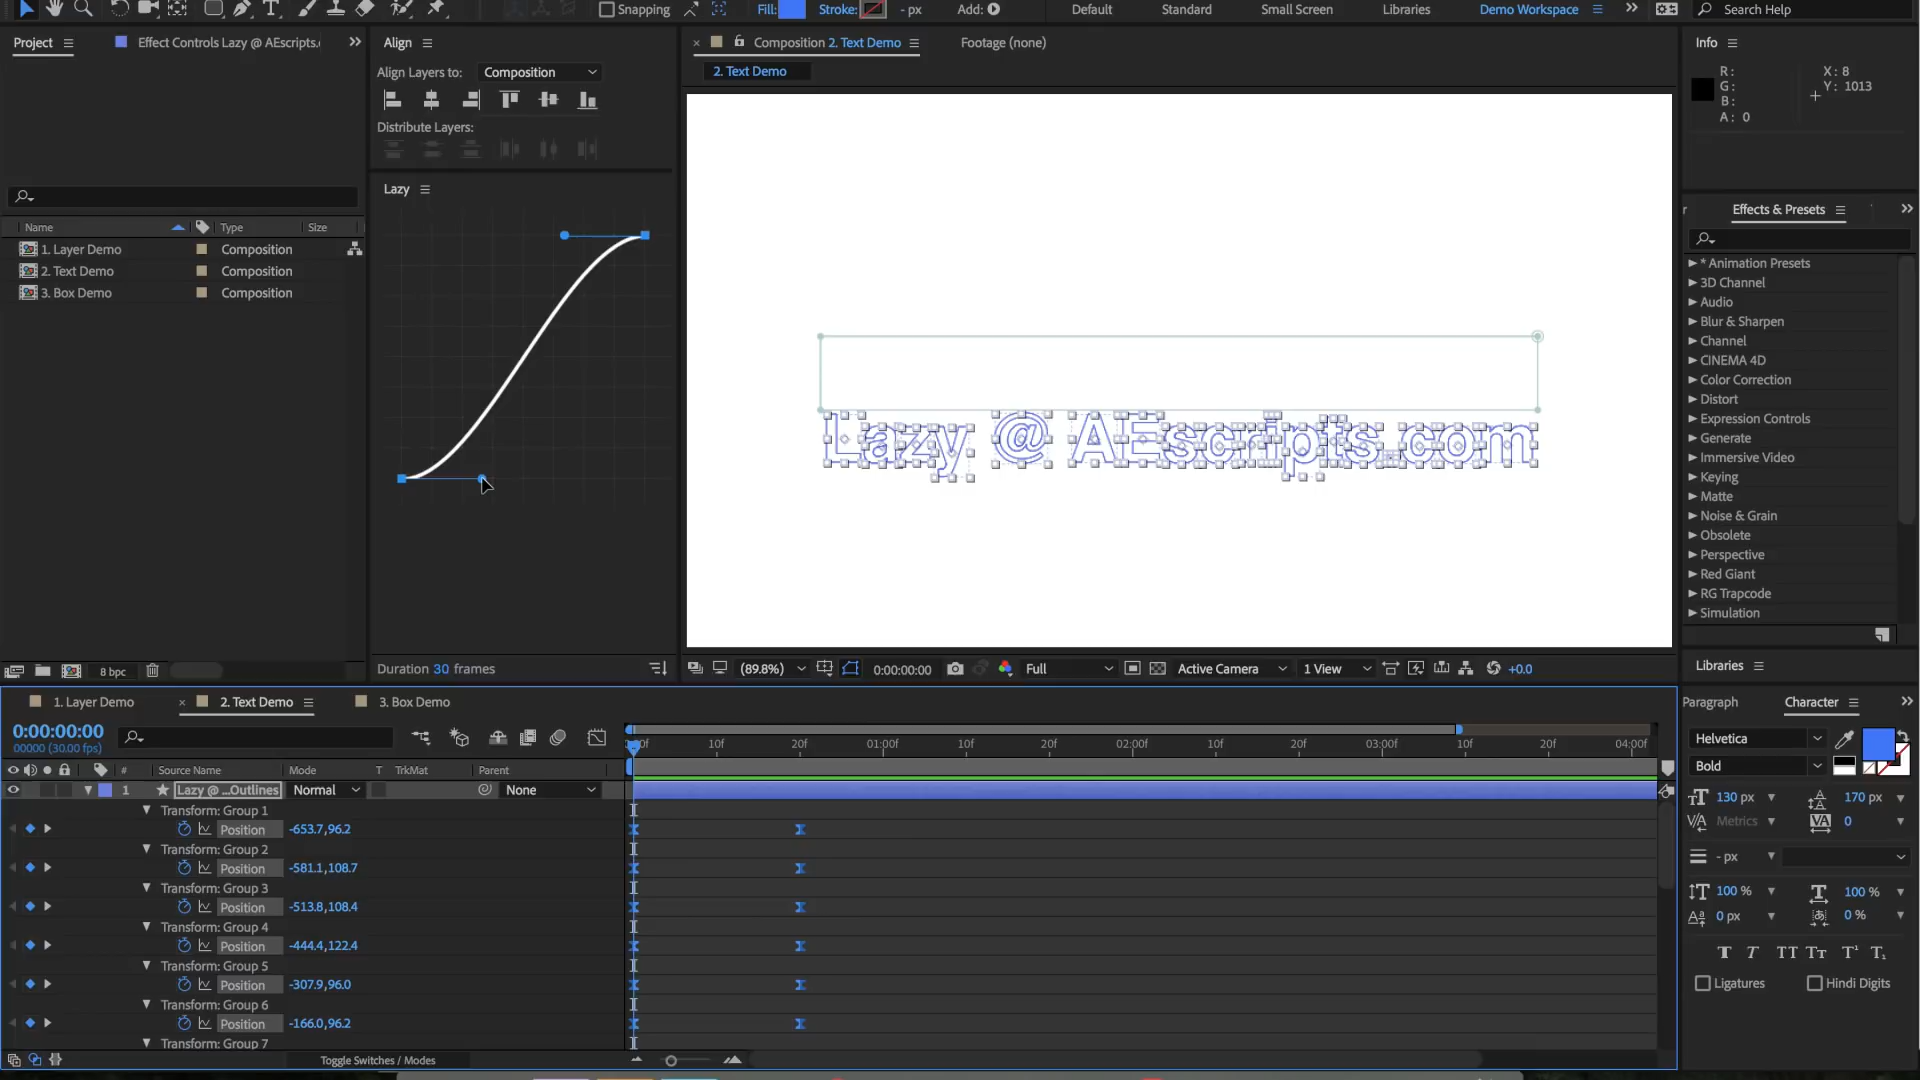 Snapping
Fill:
Stroke:
- px
Add:
Default
Standard
Small Screen
Libraries
Demo Workspace
Search Help
Project
Effect Controls Lazy @ AEscripts.
Align
Composition 2. Text Demo
Footage (none)
Info
2. Text Demo
Align Layers to:
Composition
Distribute Layers:
R:
G:
B:
A: 0
X: 8
Y: 1013
Lazy
Effects & Presets
Name
Type
Size
1. Layer Demo
Composition
2. Text Demo
Composition
3. Box Demo
Composition
* Animation Presets
3D Channel
Audio
Blur & Sharpen
Channel
CINEMA 4D
Color Correction
Distort
Expression Controls
Generate
Immersive Video
Keying
Matte
Noise & Grain
Obsolete
Perspective
Red Giant
RG Trapcode
Simulation
Lazy @ AEscripts.com
8 bpc
Duration 30 frames
(89.8%)
0:00:00:00
Full
Active Camera
1 View
+0.0
Libraries
1. Layer Demo
2. Text Demo
3. Box Demo
Paragraph
Character
0:00:00:00
00000 (30.00 fps)
10f
20f
01:00f
10f
20f
02:00f
10f
20f
03:00f
10f
20f
04:00f
Helvetica
Bold
#
Source Name
Mode
T
TrkMat
Parent
1
Lazy @ ...Outlines
Normal
None
Transform: Group 1
Position
-653.7,96.2
Transform: Group 2
Position
-581.1,108.7
Transform: Group 3
Position
-513.8,108.4
Transform: Group 4
Position
-444.4,122.4
Transform: Group 5
Position
-307.9,96.0
Transform: Group 6
Position
-166.0,96.2
Transform: Group 7
Toggle Switches / Modes
130 px
170 px
Metrics
0
- px
100 %
100 %
0 px
0 %
T T TT Tт T¹ T₁
Ligatures
Hindi Digits